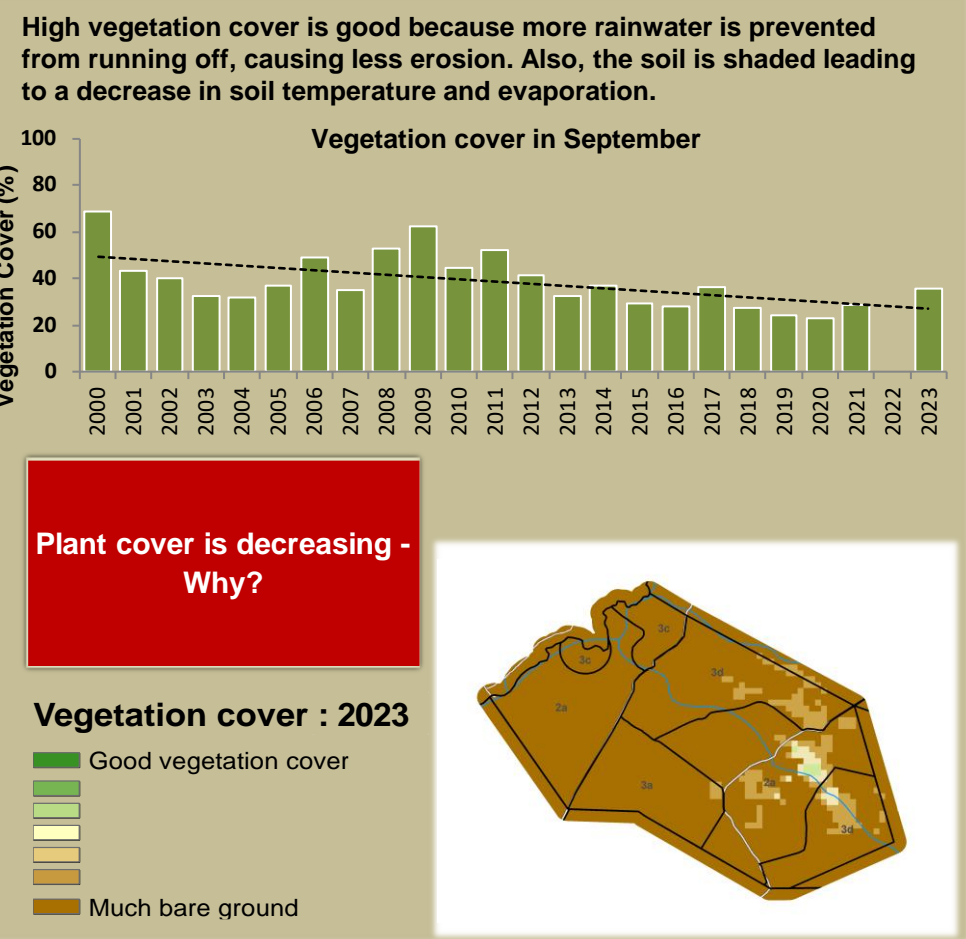 High vegetation cover is good because more rainwater is prevented
from running off, causing less erosion. Also, the soil is shaded leading
to a decrease in soil temperature and evaporation.
Vegetation cover in September
Vegetation Cover (%)
100
80
60
40
20
0
2000
2001
2002
2003
2004
2005
2006
2007
2008
2009
2010
2011
2012
2013
2014
2015
2016
2017
2018
2019
2020
2021
2022
2023
Plant cover is decreasing -
Why?
Vegetation cover : 2023
Good vegetation cover
Much bare ground
3c
3c
3d
2a
3a
2a
3d